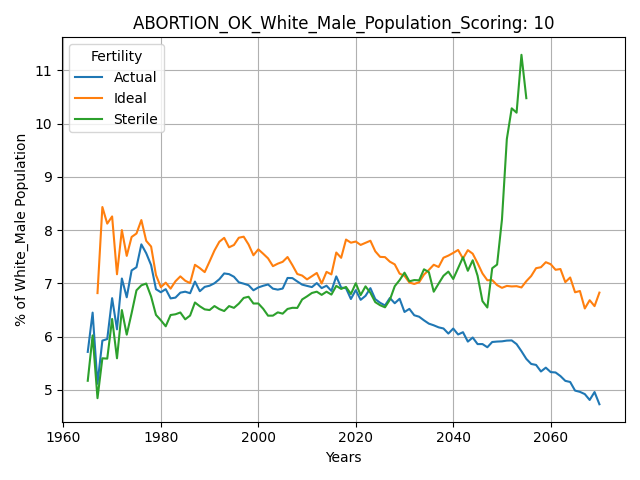 ABORTION_OK_White_Male_Population_Scoring: 10
Fertility
Actual
Ideal
Sterile
% of White_Male Population
11
10
9
8
7
6
5
1960 1980 2000 2020 2040 2060
Years